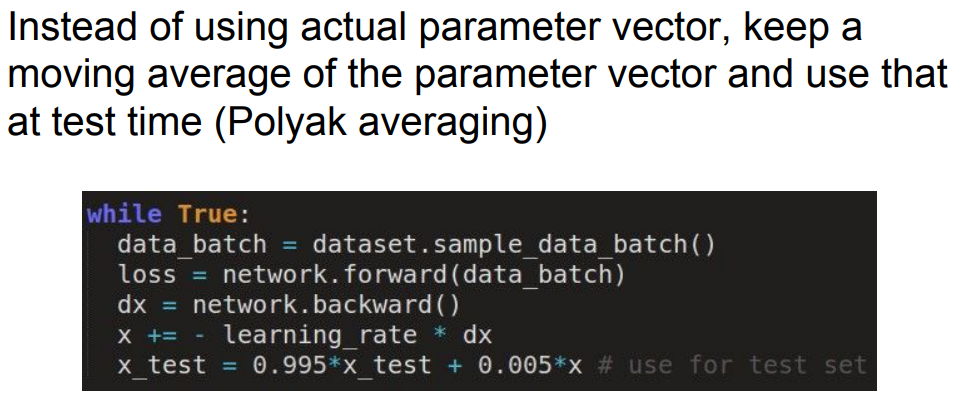 Instead of using actual parameter vector, keep a
moving average of the parameter vector and use that
at test time (Polyak averaging)
while True:
data_batch = dataset.sample_data_batch()
loss = network.forward(data_batch)
dx = network.backward()
x += - learning_rate * dx
x_test = 0.995*x_test + 0.005*x # use for test set